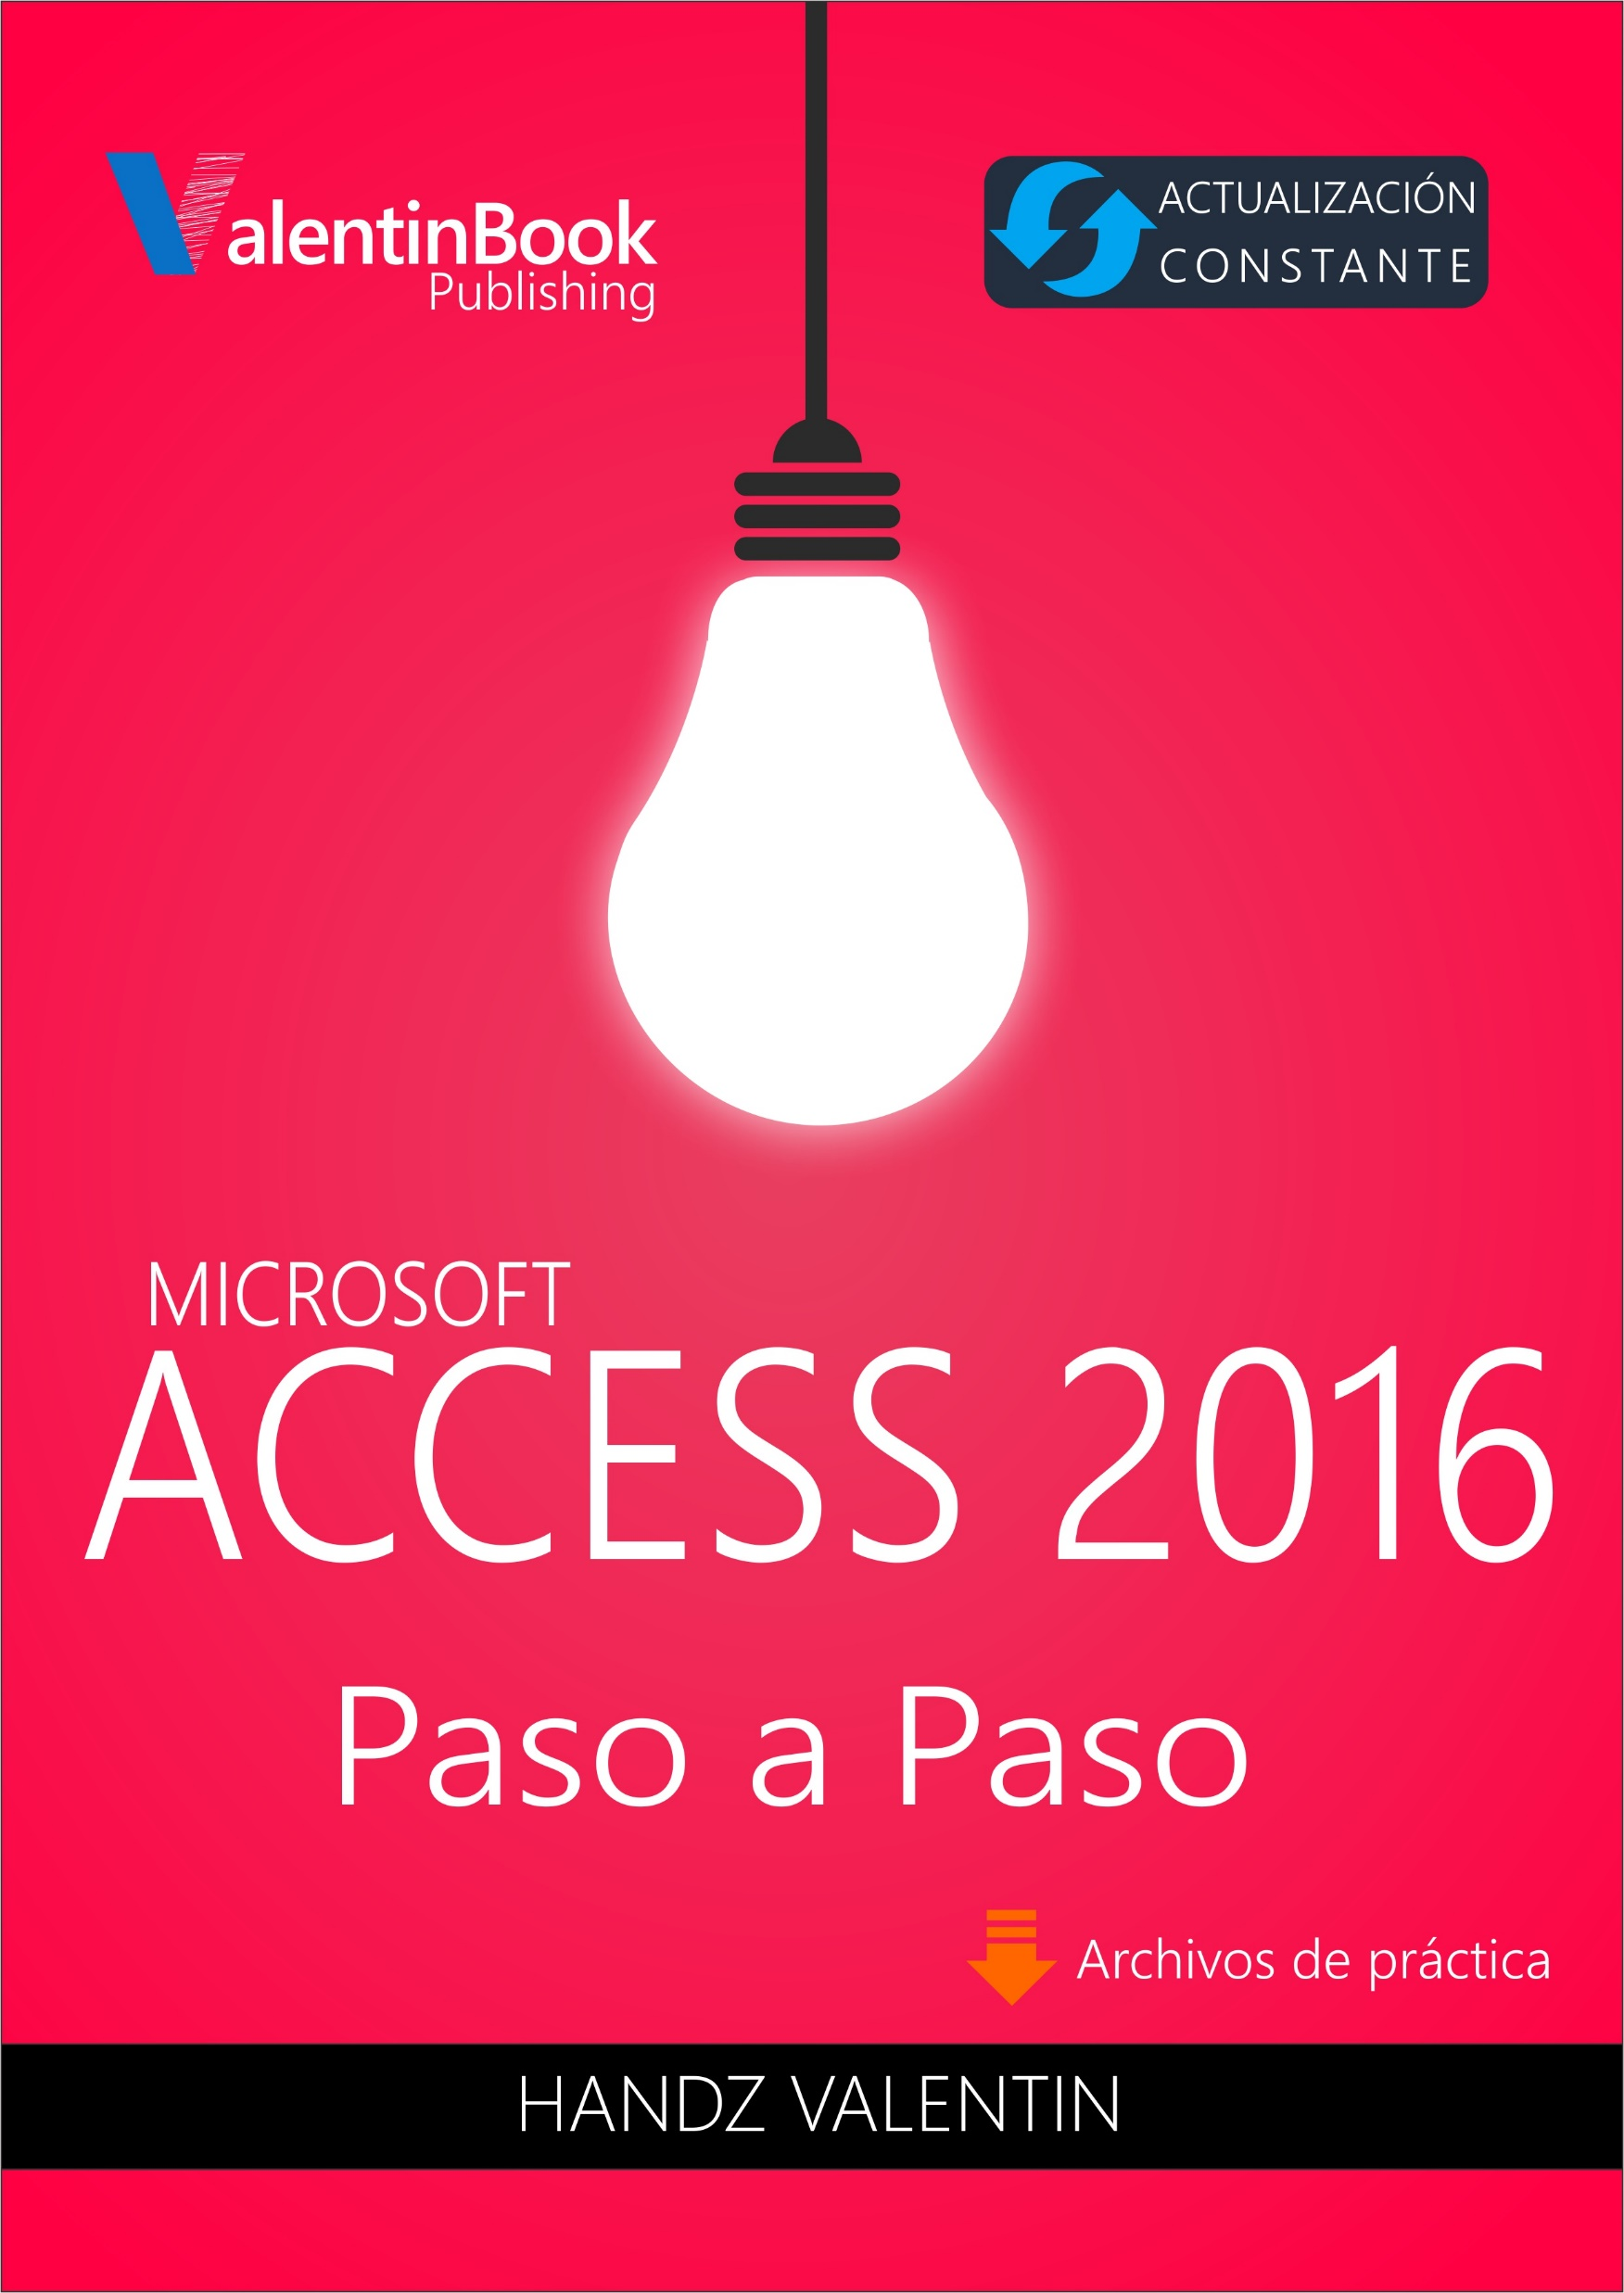 ValentinBook
Publishing
ACTUALIZACIÓN
CONSTANTE
MICROSOFT
ACCESS 2016
Paso a Paso
Archivos de práctica
HANDZ VALENTIN